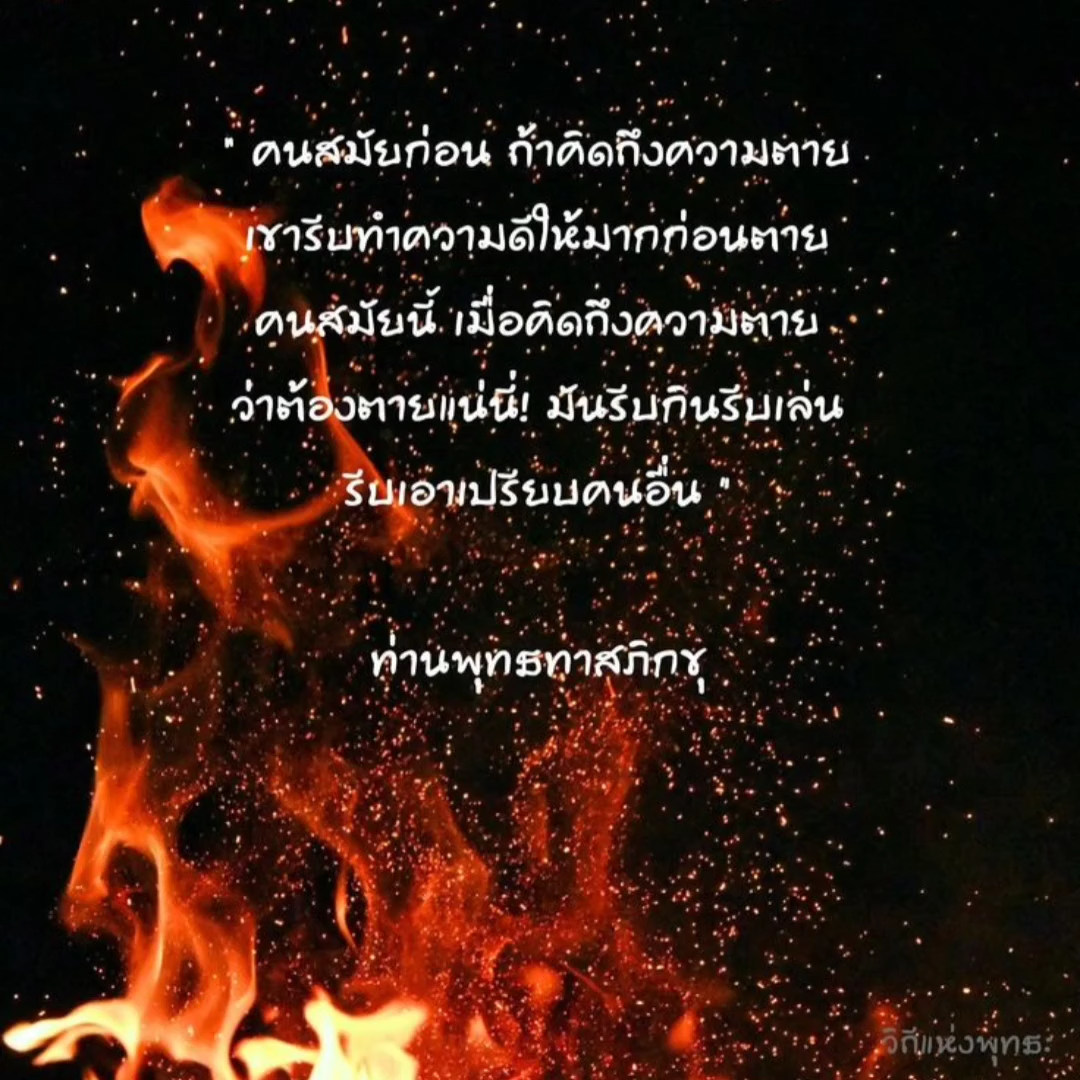 " คนสมัยก่อน ถ้าคิดถึงความตาย
เขารีบทำความดีให้มากก่อนตาย
คนสมัยนี้ เมื่อคิดถึงความตาย
ว่าต้องตายแน่นี่! มันรีบกินรีบเล่น
รีบเอาเปรียบคนอื่น "
ท่านพุทธทาสภิกขุ
วิถีแห่งพุทธะ